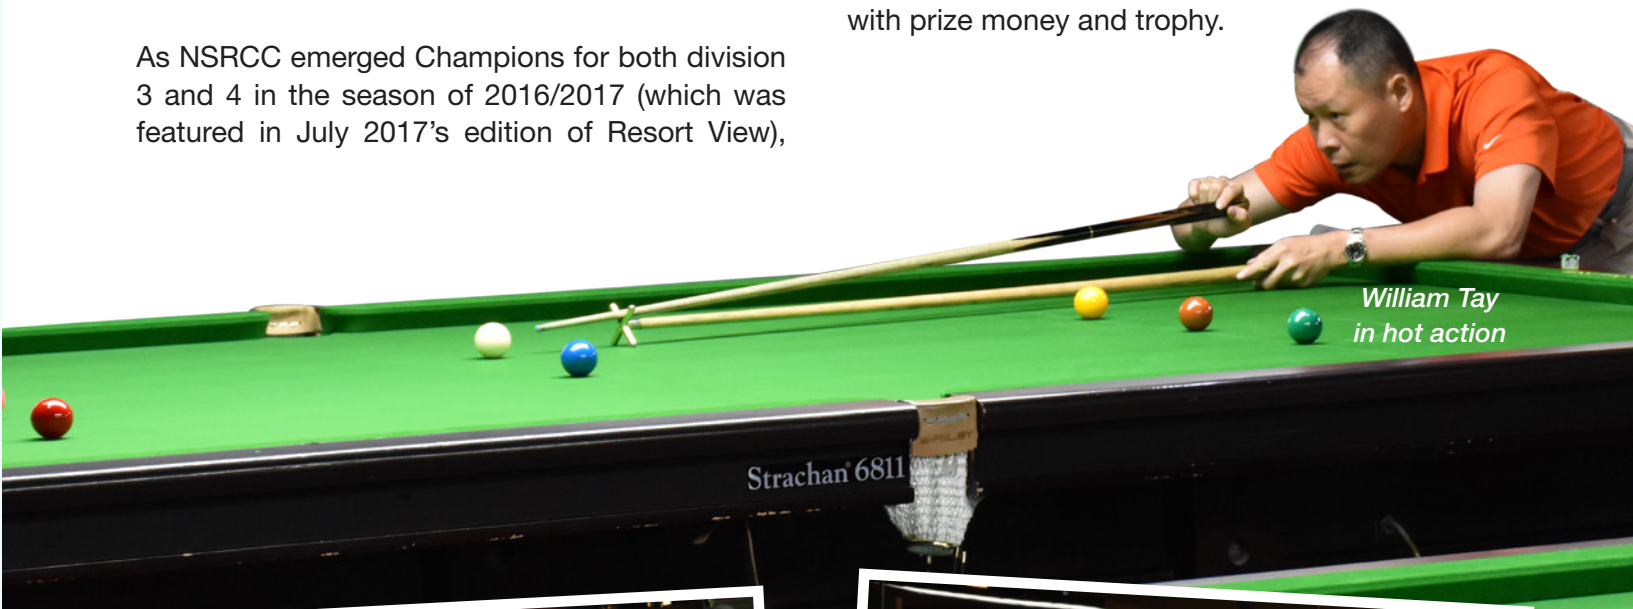 As NSRCC emerged Champions for both division
3 and 4 in the season of 2016/2017 (which was
featured in July 2017’s edition of Resort View),
with prize money and trophy.
William Tay
in hot action
Strachan 6811